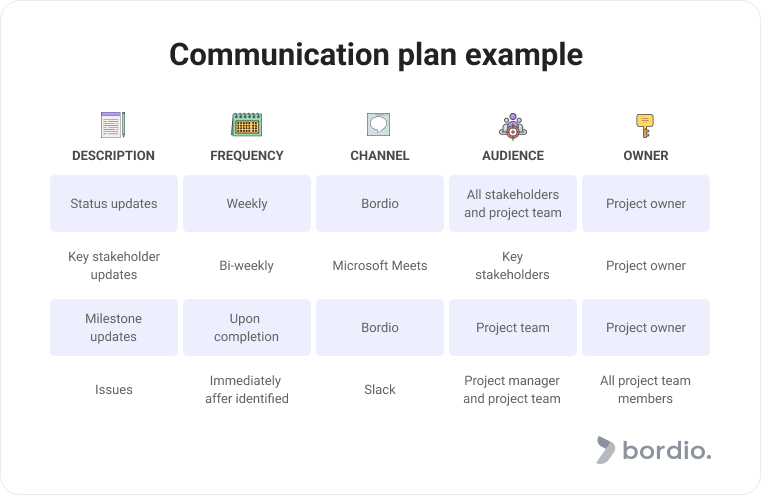 Communication plan example
DESCRIPTION
FREQUENCY
CHANNEL
AUDIENCE
OWNER
Status updates
Weekly
Bordio
All stakeholders
and project team
Project owner
Key stakeholder
updates
Bi-weekly
Microsoft Meets
Key
stakeholders
Project owner
Milestone
updates
Upon
completion
Bordio
Project team
Project owner
Issues
Immediately
affer identified
Slack
Project manager
and project team
All project team
members
bordio.